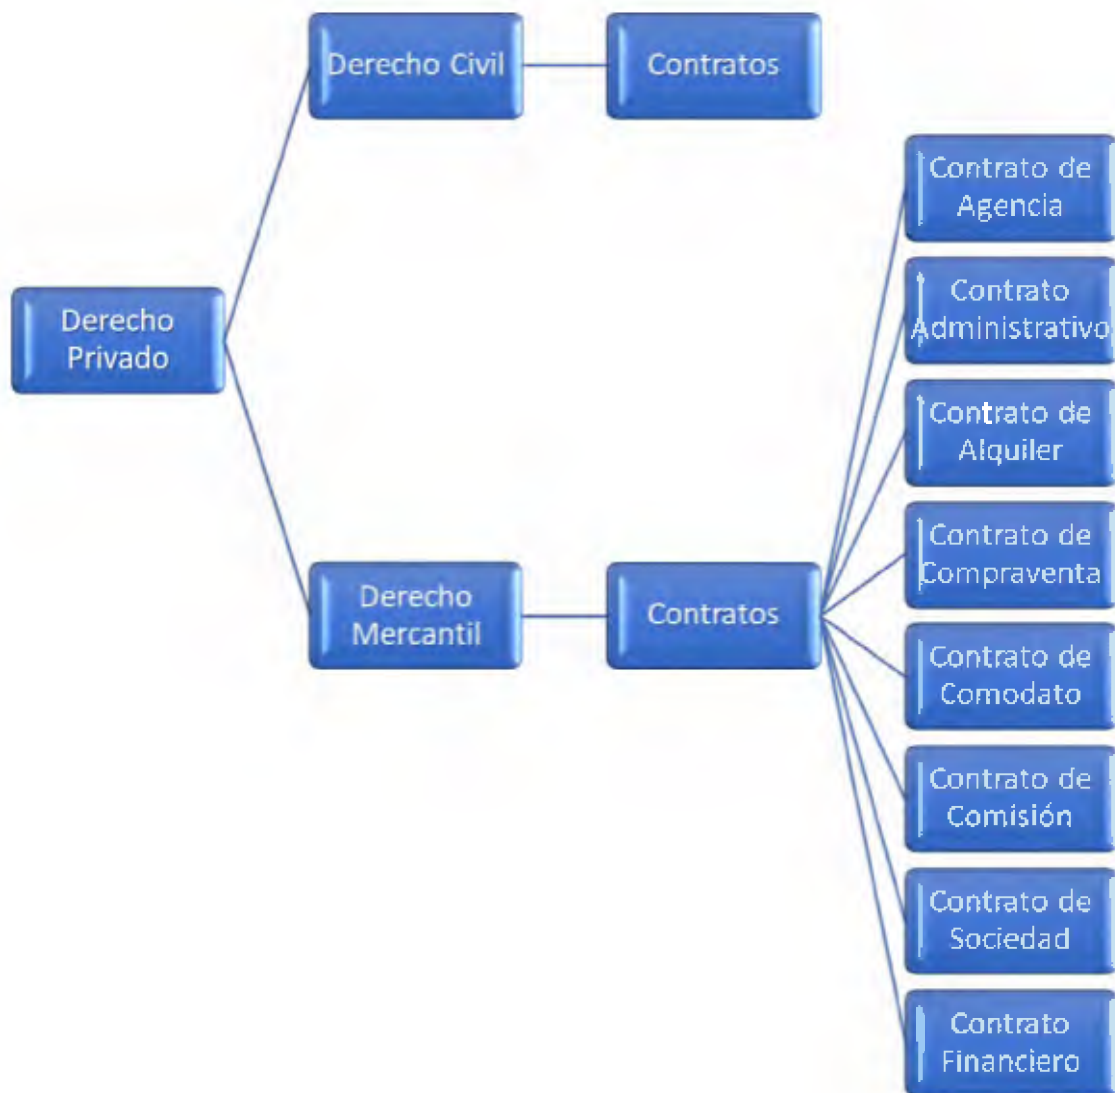 Derecho Civil
Contratos
Derecho
Privado
Derecho
Mercantil
Contratos
Contrato de
Agencia
Contrato
Administrativo
Contrato de
Alquiler
Contrato de
Compraventa
Contrato de
Comodato
Contrato de
Comisión
Contrato de
Sociedad
Contrato
Financiero